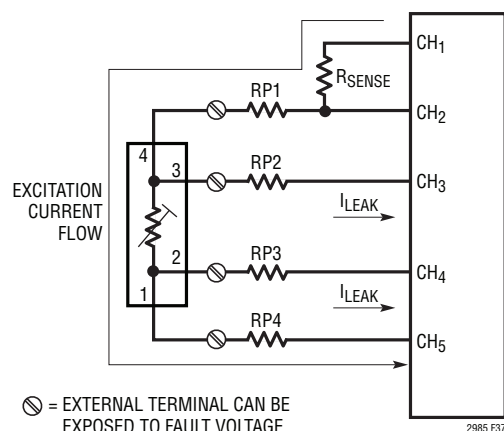 CH1
RSENSE
RP1
CH2
4
3
RP2
CH3
EXCITATION
CURRENT
FLOW
ILEAK
2
RP3
CH4
1
ILEAK
RP4
CH5
= EXTERNAL TERMINAL CAN BE
EXPOSED TO FAULT VOLTAGE
2985 F37